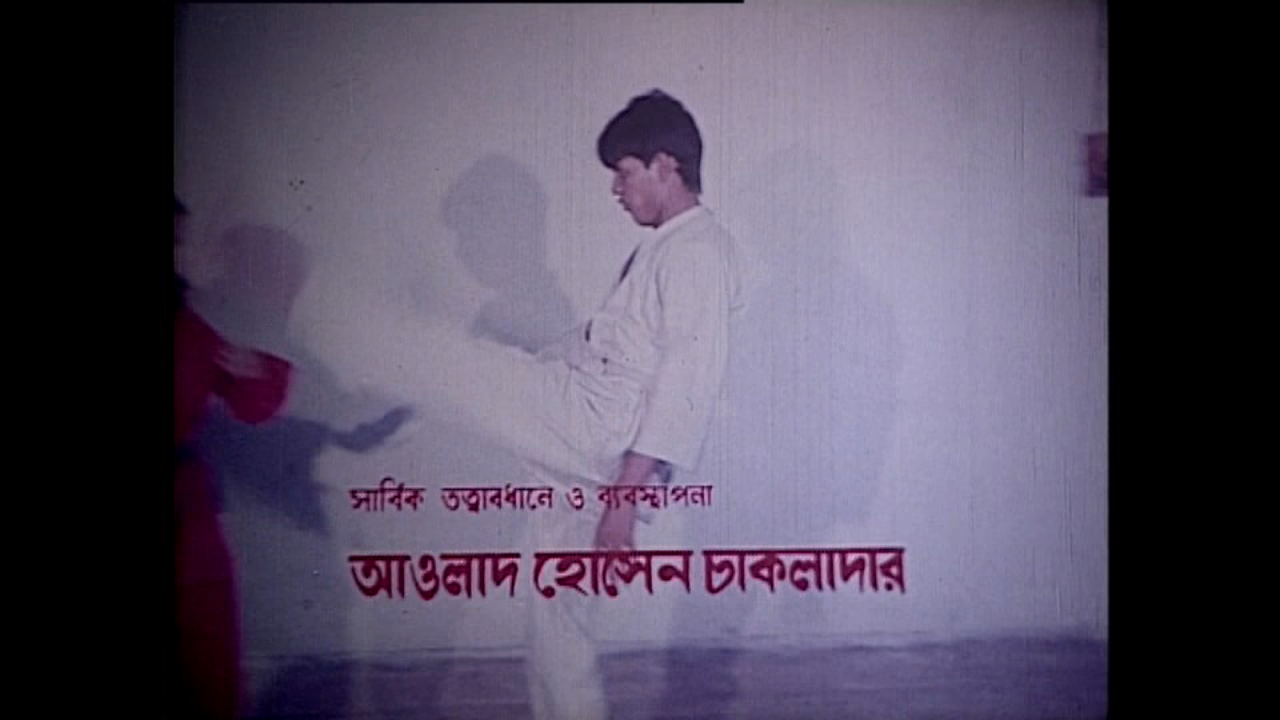 সার্বিক তত্ত্বাবধানে ও ব্যবস্থাপনা
আওলাদ হোসেন চাকলাদার